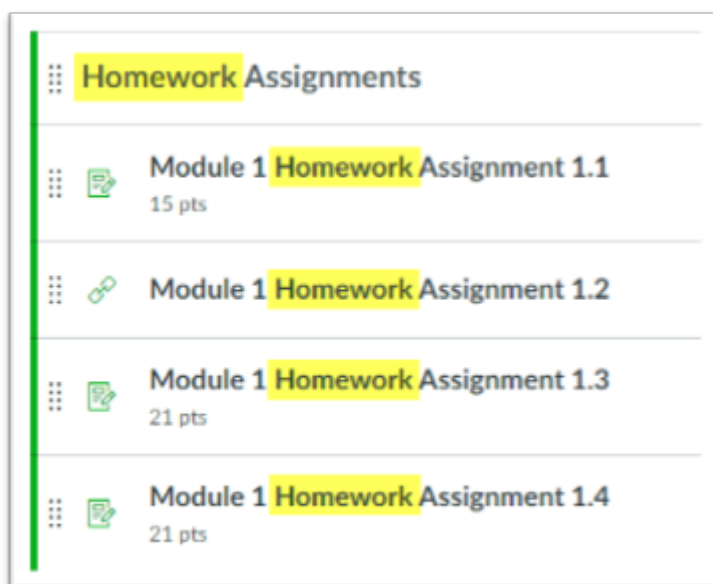 Homework Assignments
Module 1 Homework Assignment 1.1
15 pts
Module 1 Homework Assignment 1.2
Module 1 Homework Assignment 1.3
21 pts
Module 1 Homework Assignment 1.4
21 pts